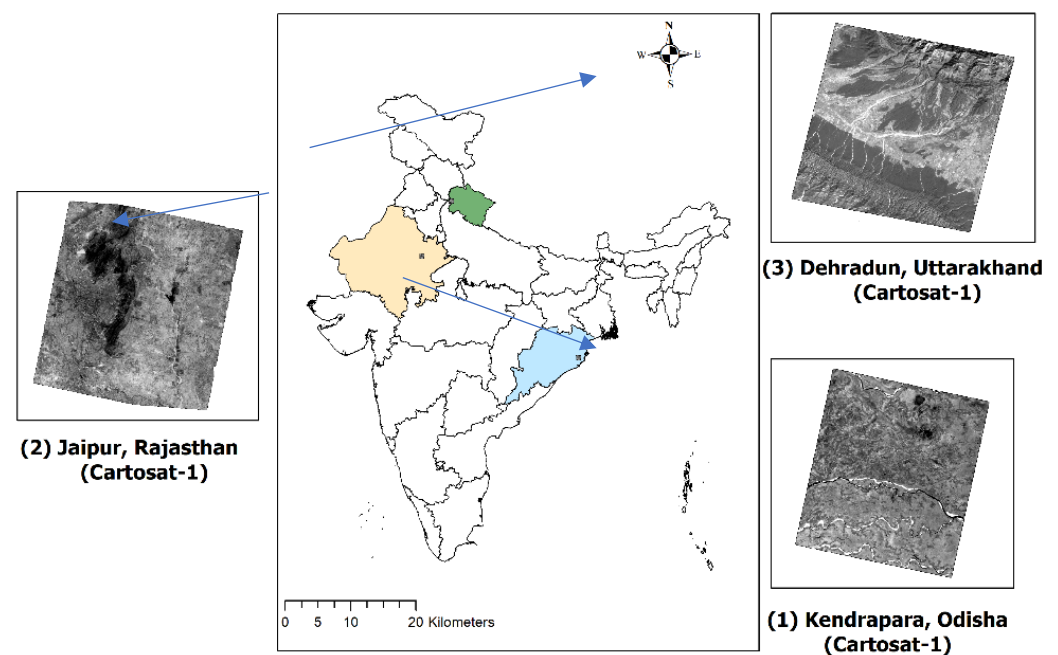 N
W E
S
(3) Dehradun, Uttarakhand
(Cartosat-1)
(2) Jaipur, Rajasthan
(Cartosat-1)
0 5 10 20 Kilometers
(1) Kendrapara, Odisha
(Cartosat-1)